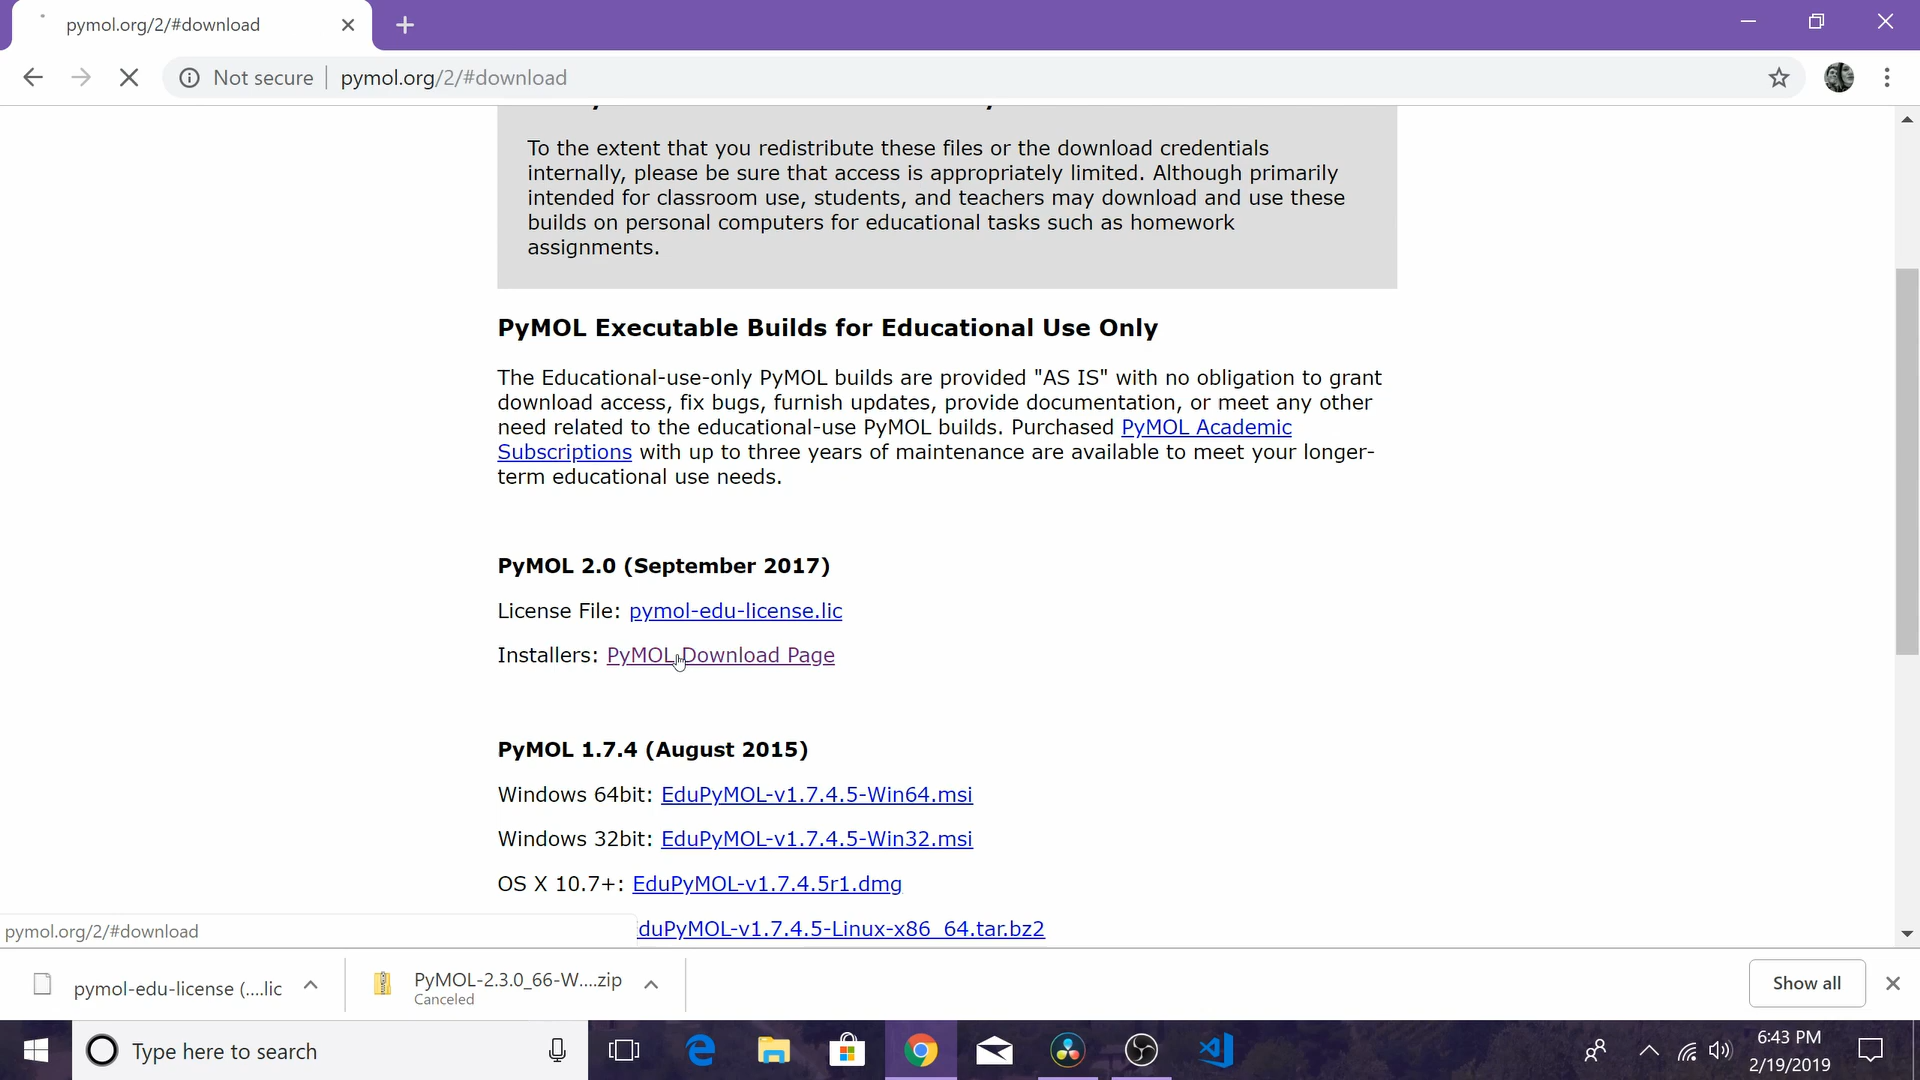 pymol.org/2/#download
Not secure
pymol.org/2/#download
To the extent that you redistribute these files or the download credentials
internally, please be sure that access is appropriately limited. Although primarily
intended for classroom use, students, and teachers may download and use these
builds on personal computers for educational tasks such as homework
assignments.
PyMOL Executable Builds for Educational Use Only
The Educational-use-only PyMOL builds are provided "AS IS" with no obligation to grant
download access, fix bugs, furnish updates, provide documentation, or meet any other
need related to the educational-use PyMOL builds. Purchased PyMOL Academic
Subscriptions with up to three years of maintenance are available to meet your longer-
term educational use needs.
PyMOL 2.0 (September 2017)
License File: pymol-edu-license.lic
Installers: PyMOL Download Page
PyMOL 1.7.4 (August 2015)
Windows 64bit: EduPyMOL-v1.7.4.5-Win64.msi
Windows 32bit: EduPyMOL-v1.7.4.5-Win32.msi
OS X 10.7+: EduPyMOL-v1.7.4.5r1.dmg
duPyMOL-v1.7.4.5-Linux-x86_64.tar.bz2
pymol.org/2/#download
pymol-edu-license (....lic
PyMOL-2.3.0_66-W....zip
Canceled
Show all
Type here to search
6:43 PM
2/19/2019